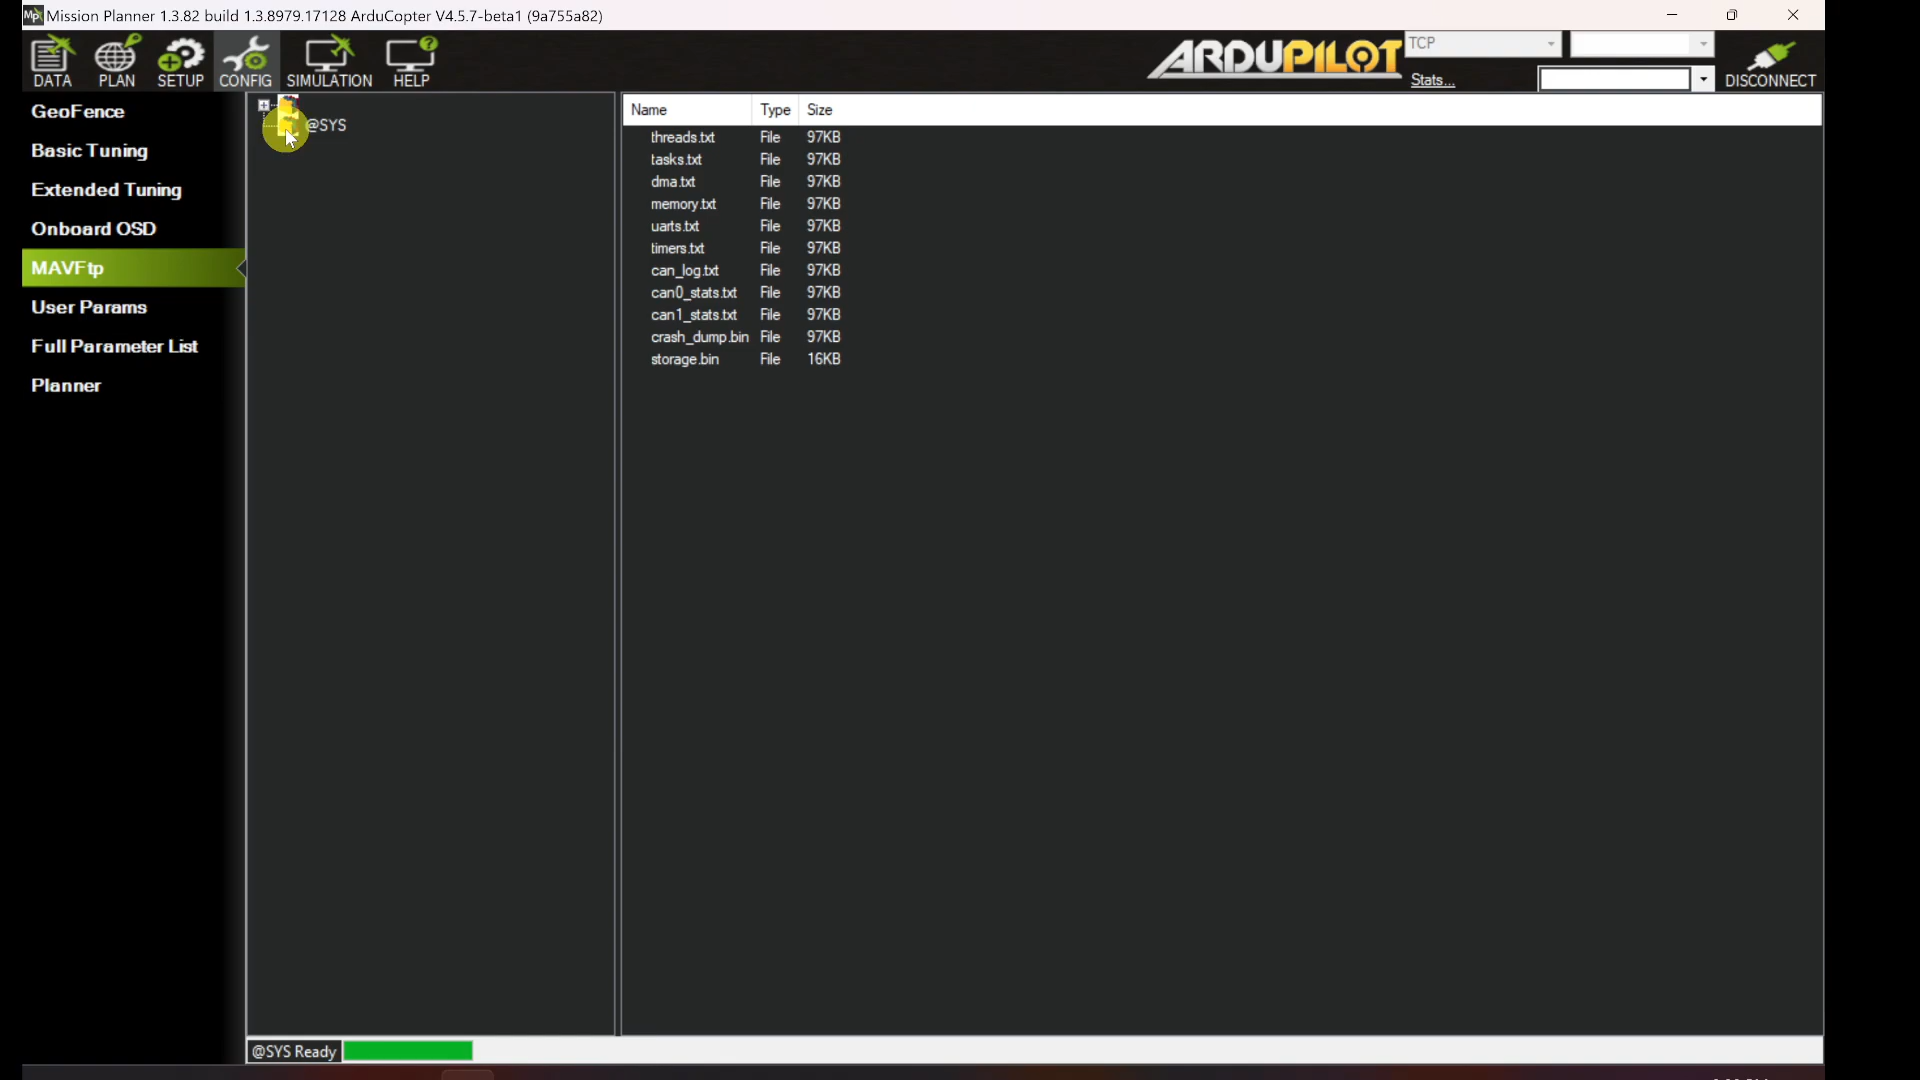 Mp Mission Planner 1.3.82 build 1.3.8979.17128 ArduCopter V4.5.7-beta1 (9a755a82)
DATA PLAN SETUP CONFIG SIMULATION HELP
ARDUPILOT
TCP
Stats...
DISCONNECT
GeoFence
Basic Tuning
Extended Tuning
Onboard OSD
MAVFtp
User Params
Full Parameter List
Planner
@SYS
Name Type Size
threads.txt File 97KB
tasks.txt File 97KB
dma.txt File 97KB
memory.txt File 97KB
uarts.txt File 97KB
timers.txt File 97KB
can_log.txt File 97KB
can0_stats.txt File 97KB
can1_stats.txt File 97KB
crash_dump.bin File 97KB
storage.bin File 16KB
@SYS Ready